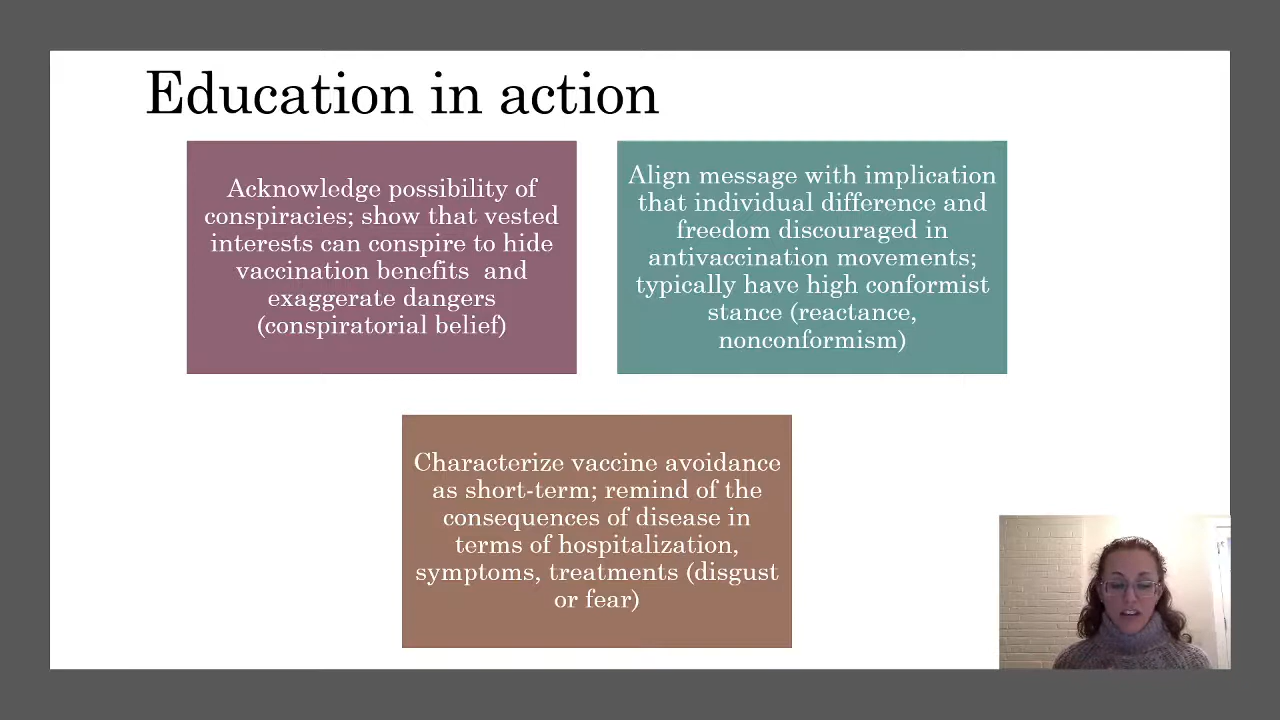 Education in action
Acknowledge possibility of
conspiracies; show that vested
interests can conspire to hide
vaccination benefits  and
exaggerate dangers
(conspiratorial belief)
Align message with implication
that individual difference and
freedom discouraged in
antivaccination movements;
typically have high conformist
stance (reactance,
nonconformism)
Characterize vaccine avoidance
as short-term; remind of the
consequences of disease in
terms of hospitalization,
symptoms, treatments (disgust
or fear)